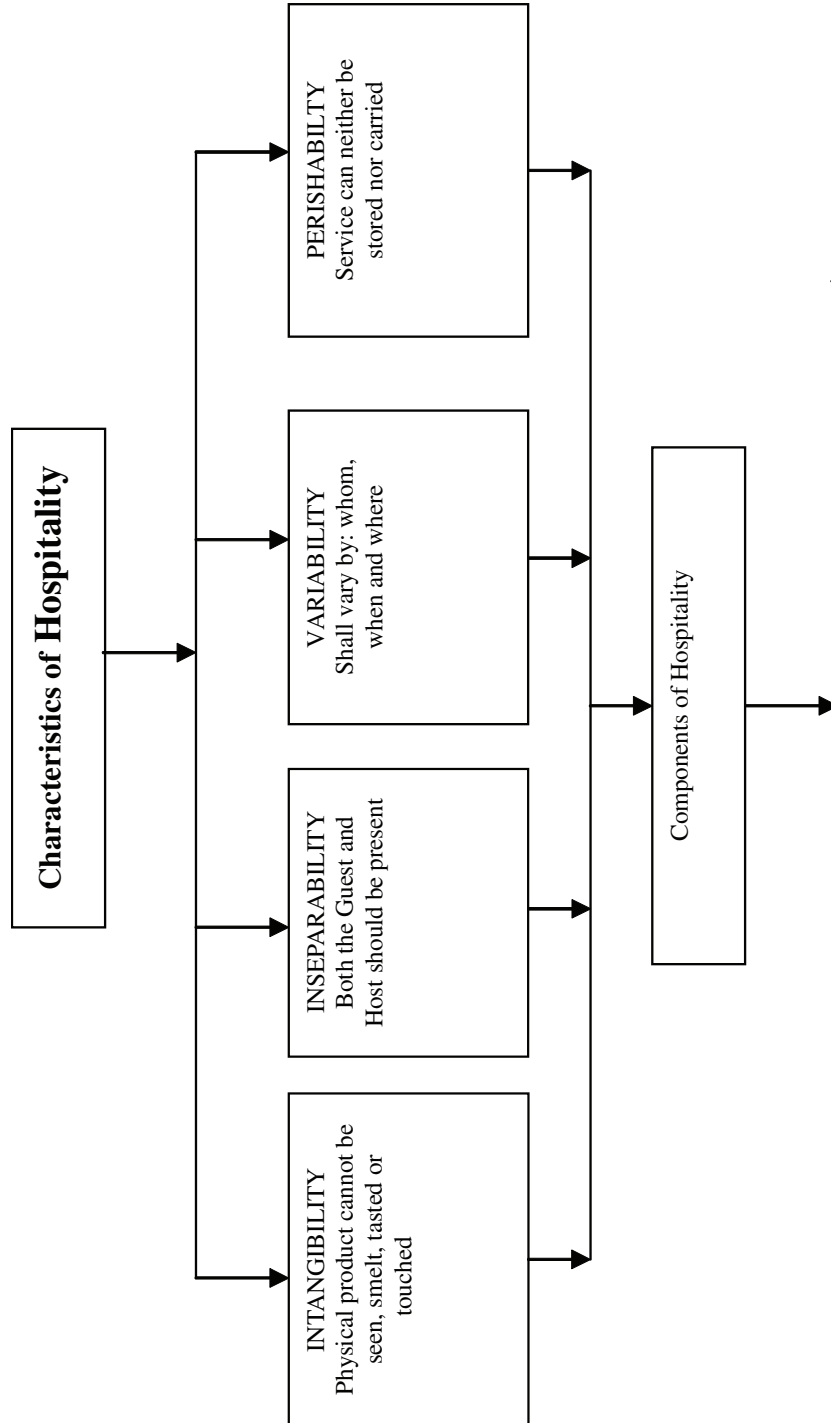 Characteristics of Hospitality
INTANGIBILITY
Physical product cannot be
seen, smelt, tasted or
touched
INSEPARABILITY
Both the Guest and
Host should be present
VARIABILITY
Shall vary by: whom,
when and where
PERISHABILTY
Service can neither be
stored nor carried
Components of Hospitality